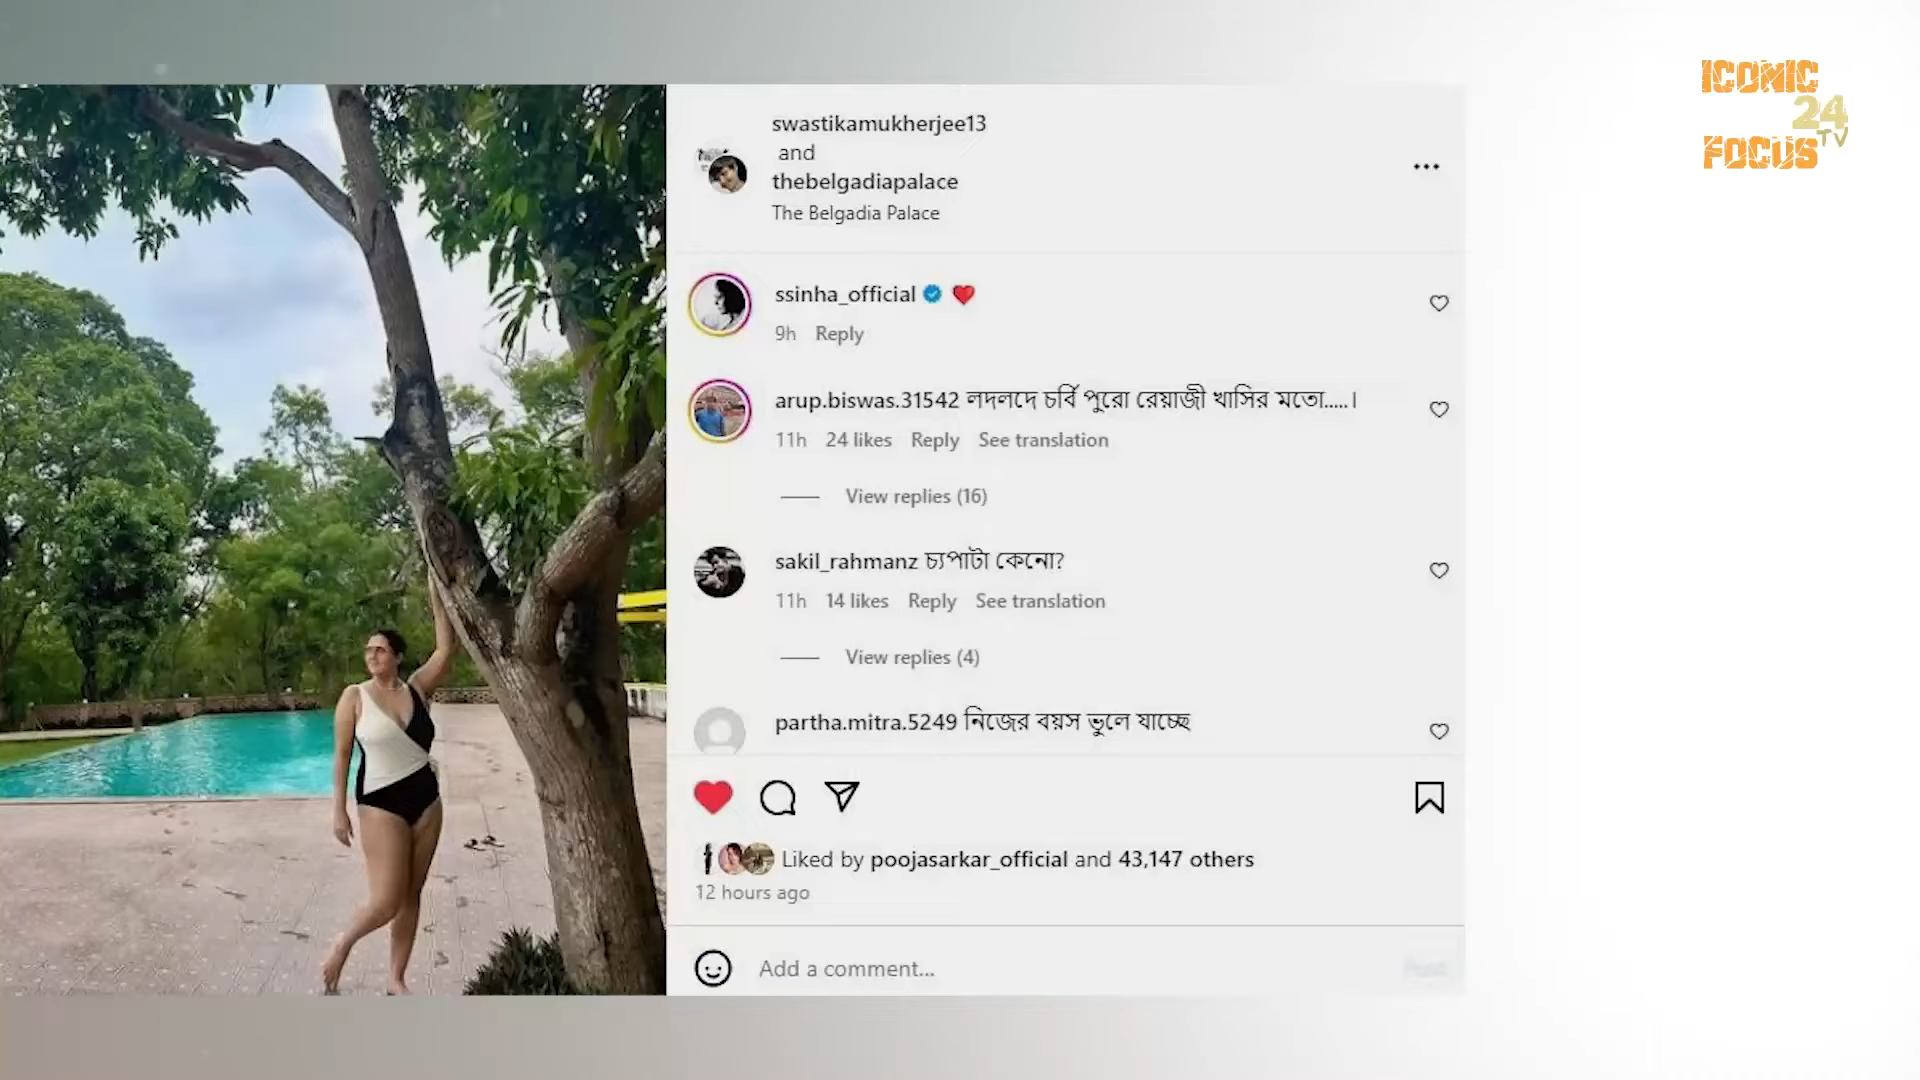 ICONIC
24
TV
FOCUS
swastikamukherjee13
and
thebelgadiapalace
The Belgadia Palace
ssinha_official
9h Reply
arup.biswas.31542 লদলদে চর্বি পুরো রেয়াজী খাসির মতো.....।
11h 24 likes Reply See translation
View replies (16)
sakil_rahmanz চ্যপাটা কেনো?
11h 14 likes Reply See translation
View replies (4)
partha.mitra.5249 নিজের বয়স ভুলে যাচ্ছে
Liked by poojasarkar_official and 43,147 others
12 hours ago
Add a comment...
Post